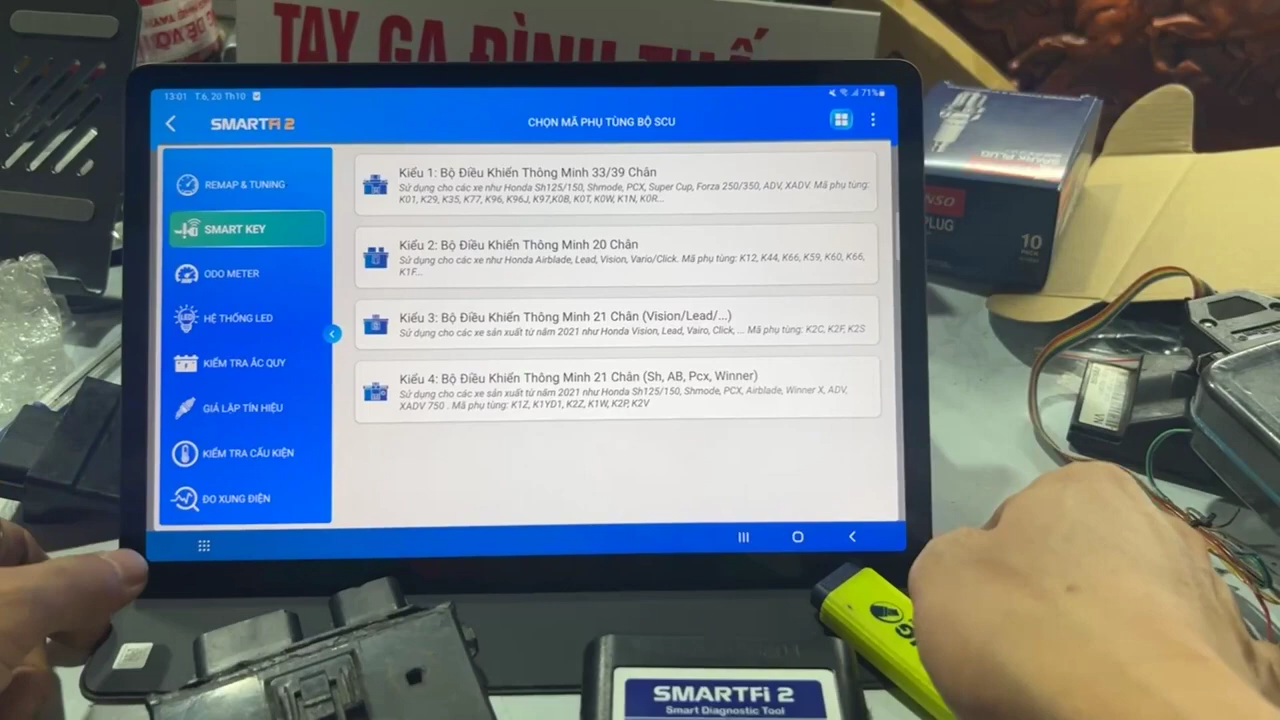 TAY GA ĐÌNH THẾ
13:01 T.6, 20 Th10
71%
SMARTFi 2
CHỌN MÃ PHỤ TÙNG BỘ SCU
REMAP & TUNING
SMART KEY
ODO METER
HỆ THỐNG LED
KIỂM TRA ẮC QUY
GIẢ LẬP TÍN HIỆU
KIỂM TRA CẤU KIỆN
ĐO XUNG ĐIỆN
Kiểu 1: Bộ Điều Khiển Thông Minh 33/39 Chân
Sử dụng cho các xe như Honda Sh125/150, Shmode, PCX, Super Cup, Forza 250/350, ADV, XADV. Mã phụ tùng:
K01, K29, K35, K77, K96, K96J, K97,K0B, K0T, K0W, K1N, K0R...
Kiểu 2: Bộ Điều Khiển Thông Minh 20 Chân
Sử dụng cho các xe như Honda Airblade, Lead, Vision, Vario/Click. Mã phụ tùng: K12, K44, K66, K59, K60, K66,
K1F...
Kiểu 3: Bộ Điều Khiển Thông Minh 21 Chân (Vision/Lead/...)
Sử dụng cho các xe sản xuất từ năm 2021 như Honda Vision, Lead, Vairo, Click, ... Mã phụ tùng: K2C, K2F, K2S
Kiểu 4: Bộ Điều Khiển Thông Minh 21 Chân (Sh, AB, Pcx, Winner)
Sử dụng cho các xe sản xuất từ năm 2021 như Honda Sh125/150, Shmode, PCX, Airblade, Winner X, ADV,
XADV 750 . Mã phụ tùng: K1Z, K1YD1, K2Z, K1W, K2P, K2V
NSO
PLUG
10
SMARTFi 2
Smart Diagnostic Tool